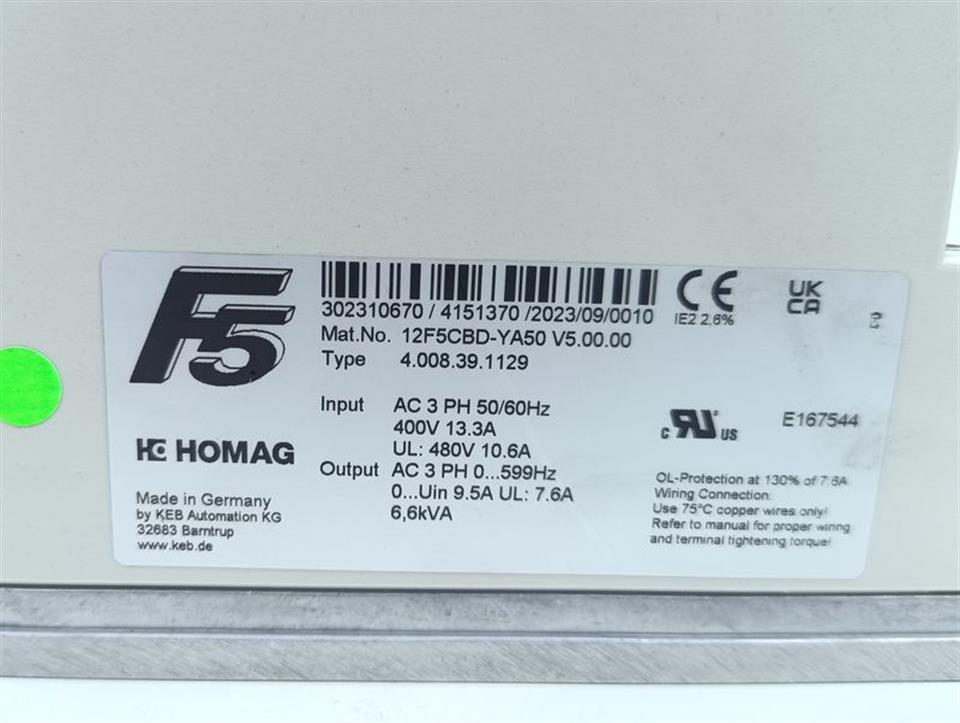 F5
302310670 / 4151370 /2023/09/0010
Mat.No. 12F5CBD-YA50 V5.00.00
Type 4.008.39.1129
CE
IE2 2,6%
UK
CA
Input AC 3 PH 50/60Hz
400V 13.3A
UL: 480V 10.6A
Output AC 3 PH 0...599Hz
0...Uin 9.5A UL: 7.6A
6,6kVA
HOMAG
Made in Germany
by KEB Automation KG
32683 Barntrup
www.keb.de
c RU us E167544
OL-Protection at 130% of 7.6A
Wiring Connection:
Use 75°C copper wires only!
Refer to manual for proper wiring
and terminal tightening torque!